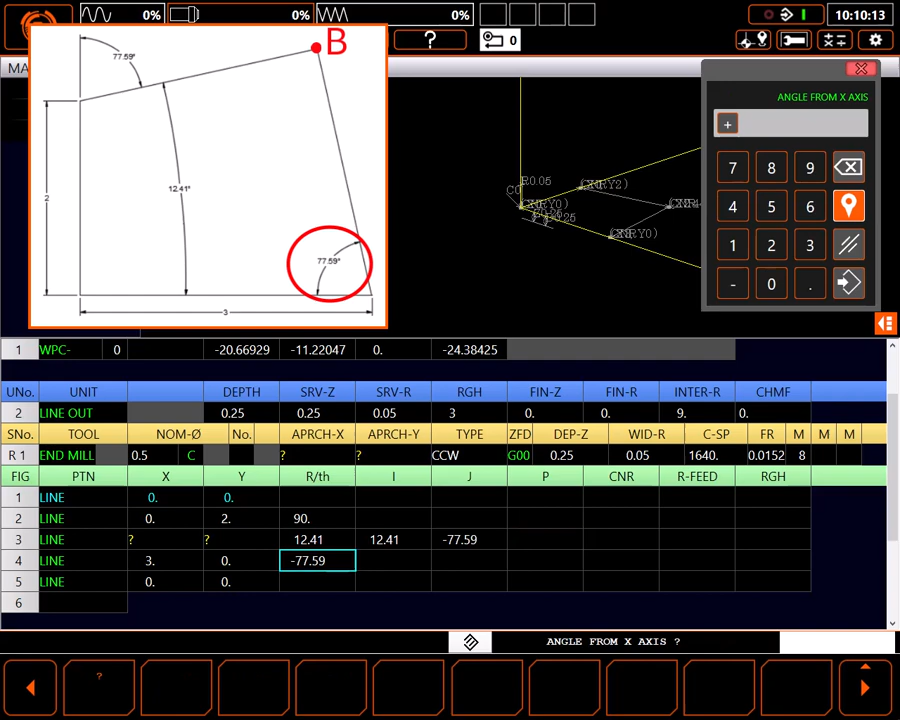 0% 0% 0% 10:10:13
? 0
MA
B
77.59°
12.41°
77.59°
2
3
R0.05
C0
ANGLE FROM X AXIS
+
7 8 9
4 5 6
1 2 3
- 0 .
1 WPC- 0 -20.66929 -11.22047 0. -24.38425
UNo. UNIT DEPTH SRV-Z SRV-R RGH FIN-Z FIN-R INTER-R CHMF
2 LINE OUT 0.25 0.25 0.05 3 0. 0. 9. 0.
SNo. TOOL NOM-Ø No. APRCH-X APRCH-Y TYPE ZFD DEP-Z WID-R C-SP FR M M M
R 1 END MILL 0.5 C ? ? CCW G00 0.25 0.05 1640. 0.0152 8
FIG PTN X Y R/th I J P CNR R-FEED RGH
1 LINE 0. 0.
2 LINE 0. 2. 90.
3 LINE ? ? 12.41 12.41 -77.59
4 LINE 3. 0. -77.59
5 LINE 0. 0.
6
ANGLE FROM X AXIS ?
?